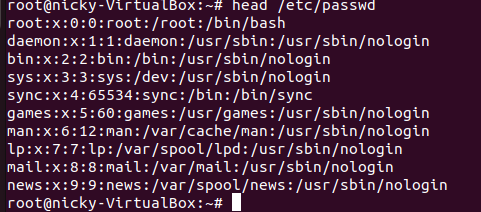 root@nicky-VirtualBox:~# head /etc/passwd
root:x:0:0:root:/root:/bin/bash
daemon:x:1:1:daemon:/usr/sbin:/usr/sbin/nologin
bin:x:2:2:bin:/bin:/usr/sbin/nologin
sys:x:3:3:sys:/dev:/usr/sbin/nologin
sync:x:4:65534:sync:/bin:/bin/sync
games:x:5:60:games:/usr/games:/usr/sbin/nologin
man:x:6:12:man:/var/cache/man:/usr/sbin/nologin
lp:x:7:7:lp:/var/spool/lpd:/usr/sbin/nologin
mail:x:8:8:mail:/var/mail:/usr/sbin/nologin
news:x:9:9:news:/var/spool/news:/usr/sbin/nologin
root@nicky-VirtualBox:~#